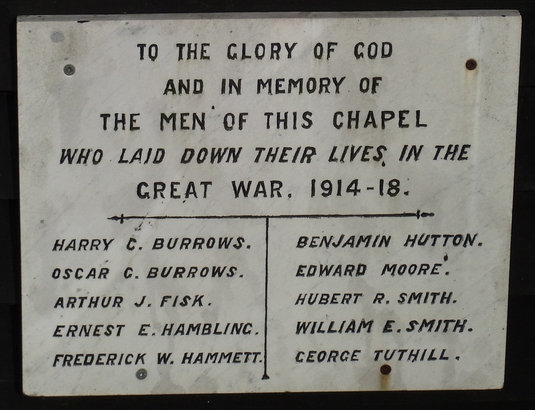 TO THE GLORY OF GOD
AND IN MEMORY OF
THE MEN OF THIS CHAPEL
WHO LAID DOWN THEIR LIVES, IN THE
GREAT WAR. 1914-18.
HARRY C. BURROWS.
OSCAR G. BURROWS.
ARTHUR J. FISK.
ERNEST E. HAMBLING.
FREDERICK W. HAMMETT.
BENJAMIN HUTTON.
EDWARD MOORE.
HUBERT R. SMITH.
WILLIAM E. SMITH.
GEORGE TUTHILL.